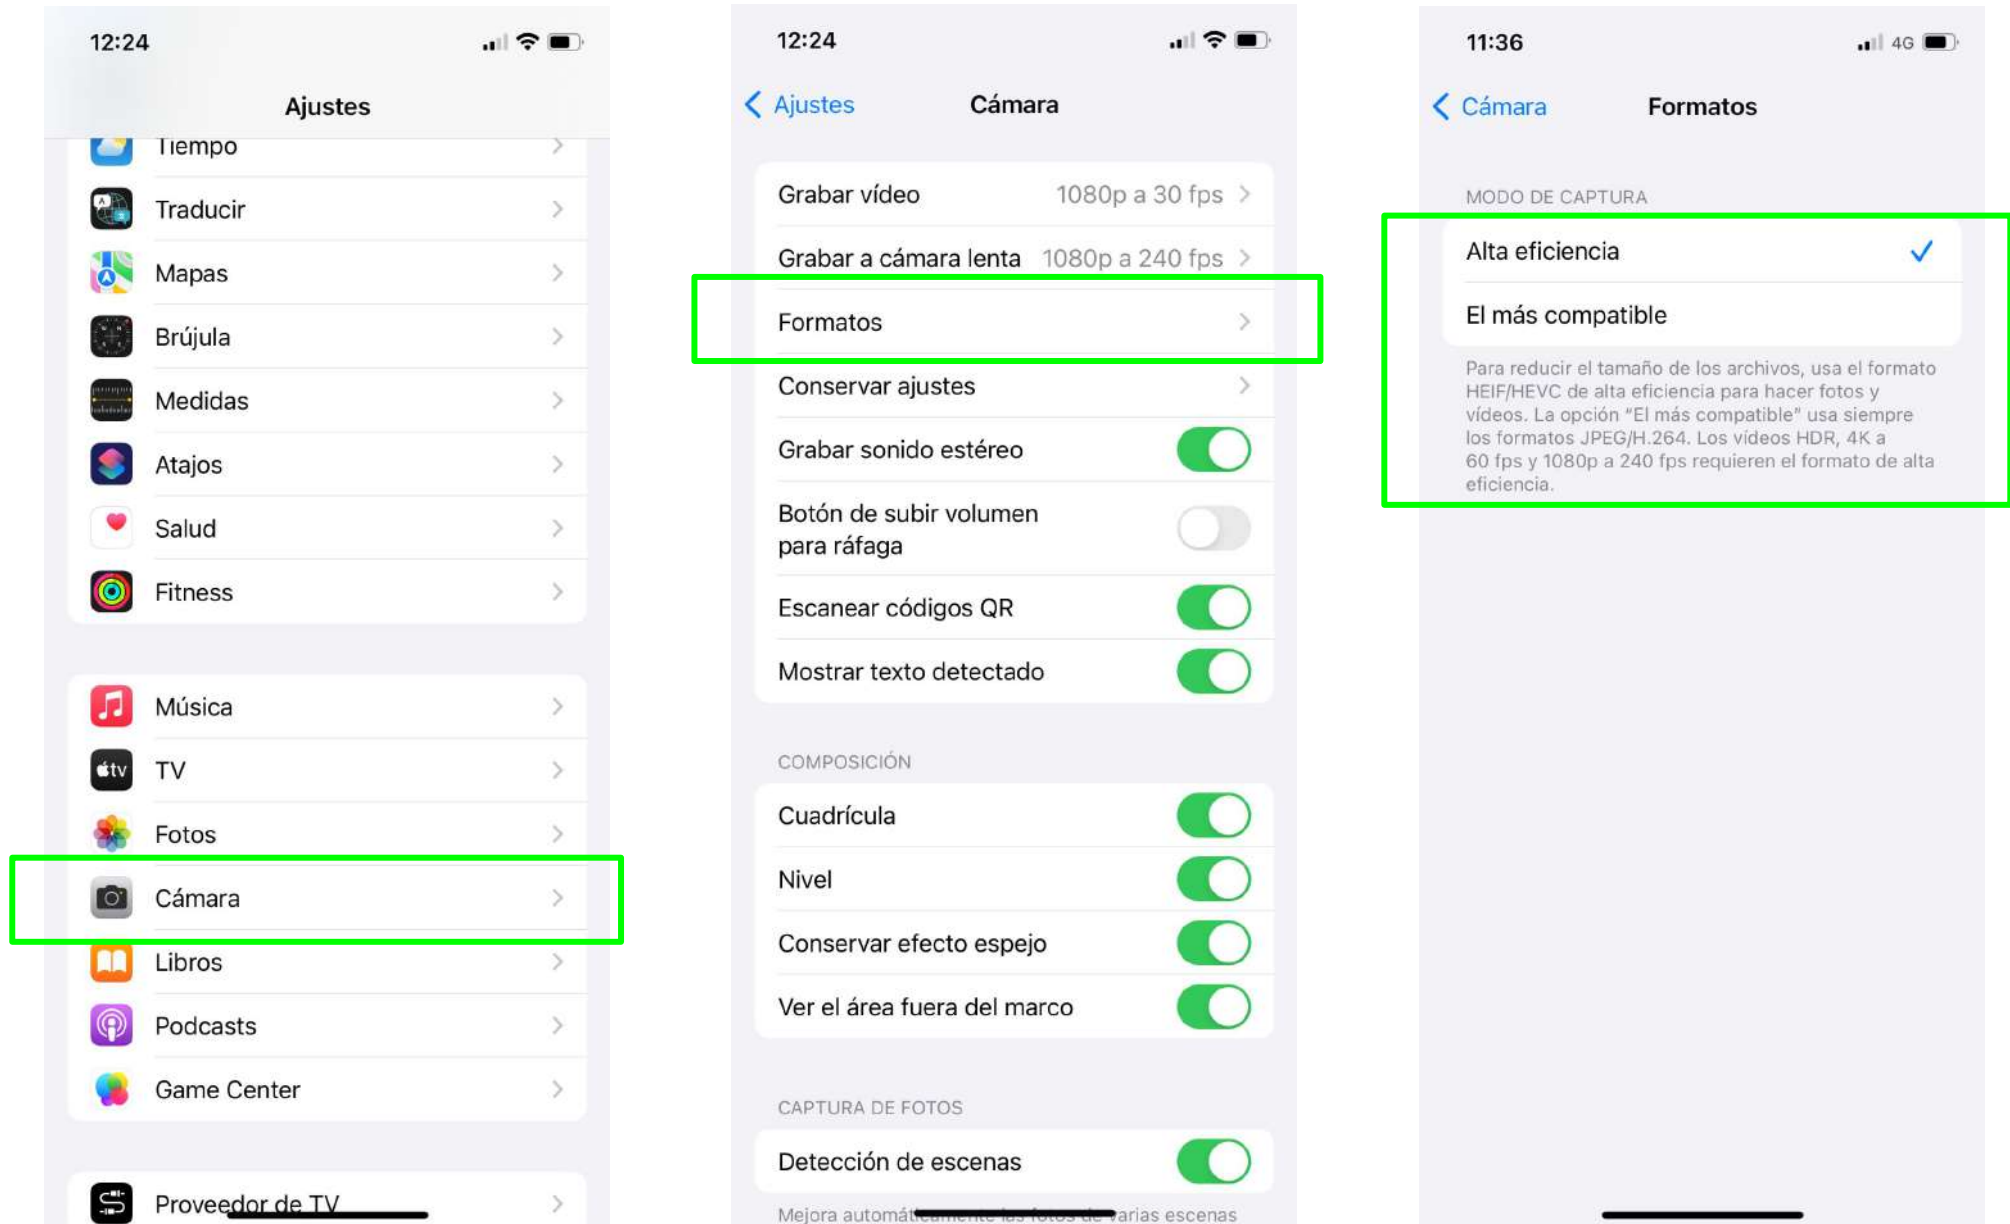 12:24
Ajustes
Tiempo
Traducir
Mapas
Brújula
Medidas
Atajos
Salud
Fitness
Música
tv TV
Fotos
Cámara
Libros
Podcasts
Game Center
Proveedor de TV
12:24
Ajustes Cámara
Grabar vídeo 1080p a 30 fps
Grabar a cámara lenta 1080p a 240 fps
Formatos
Conservar ajustes
Grabar sonido estéreo
Botón de subir volumen
para ráfaga
Escanear códigos QR
Mostrar texto detectado
COMPOSICIÓN
Cuadrícula
Nivel
Conservar efecto espejo
Ver el área fuera del marco
CAPTURA DE FOTOS
Detección de escenas
Mejora automáticamente las fotos de varias escenas
11:36 4G
Cámara Formatos
MODO DE CAPTURA
Alta eficiencia
El más compatible
Para reducir el tamaño de los archivos, usa el formato
HEIF/HEVC de alta eficiencia para hacer fotos y
vídeos. La opción "El más compatible" usa siempre
los formatos JPEG/H.264. Los vídeos HDR, 4K a
60 fps y 1080p a 240 fps requieren el formato de alta
eficiencia.